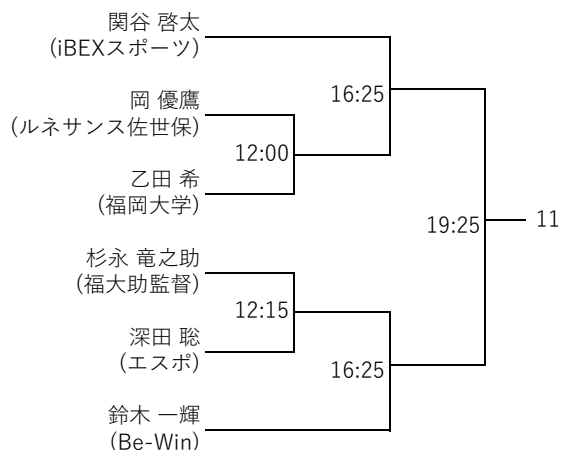 関谷 啓太
(iBEXスポーツ)
16:25
岡 優鷹
(ルネサンス佐世保)
12:00
乙田 希
(福岡大学)
19:25
11
杉永 竜之助
(福大助監督)
12:15
深田 聡
(エスポ)
16:25
鈴木 一輝
(Be-Win)